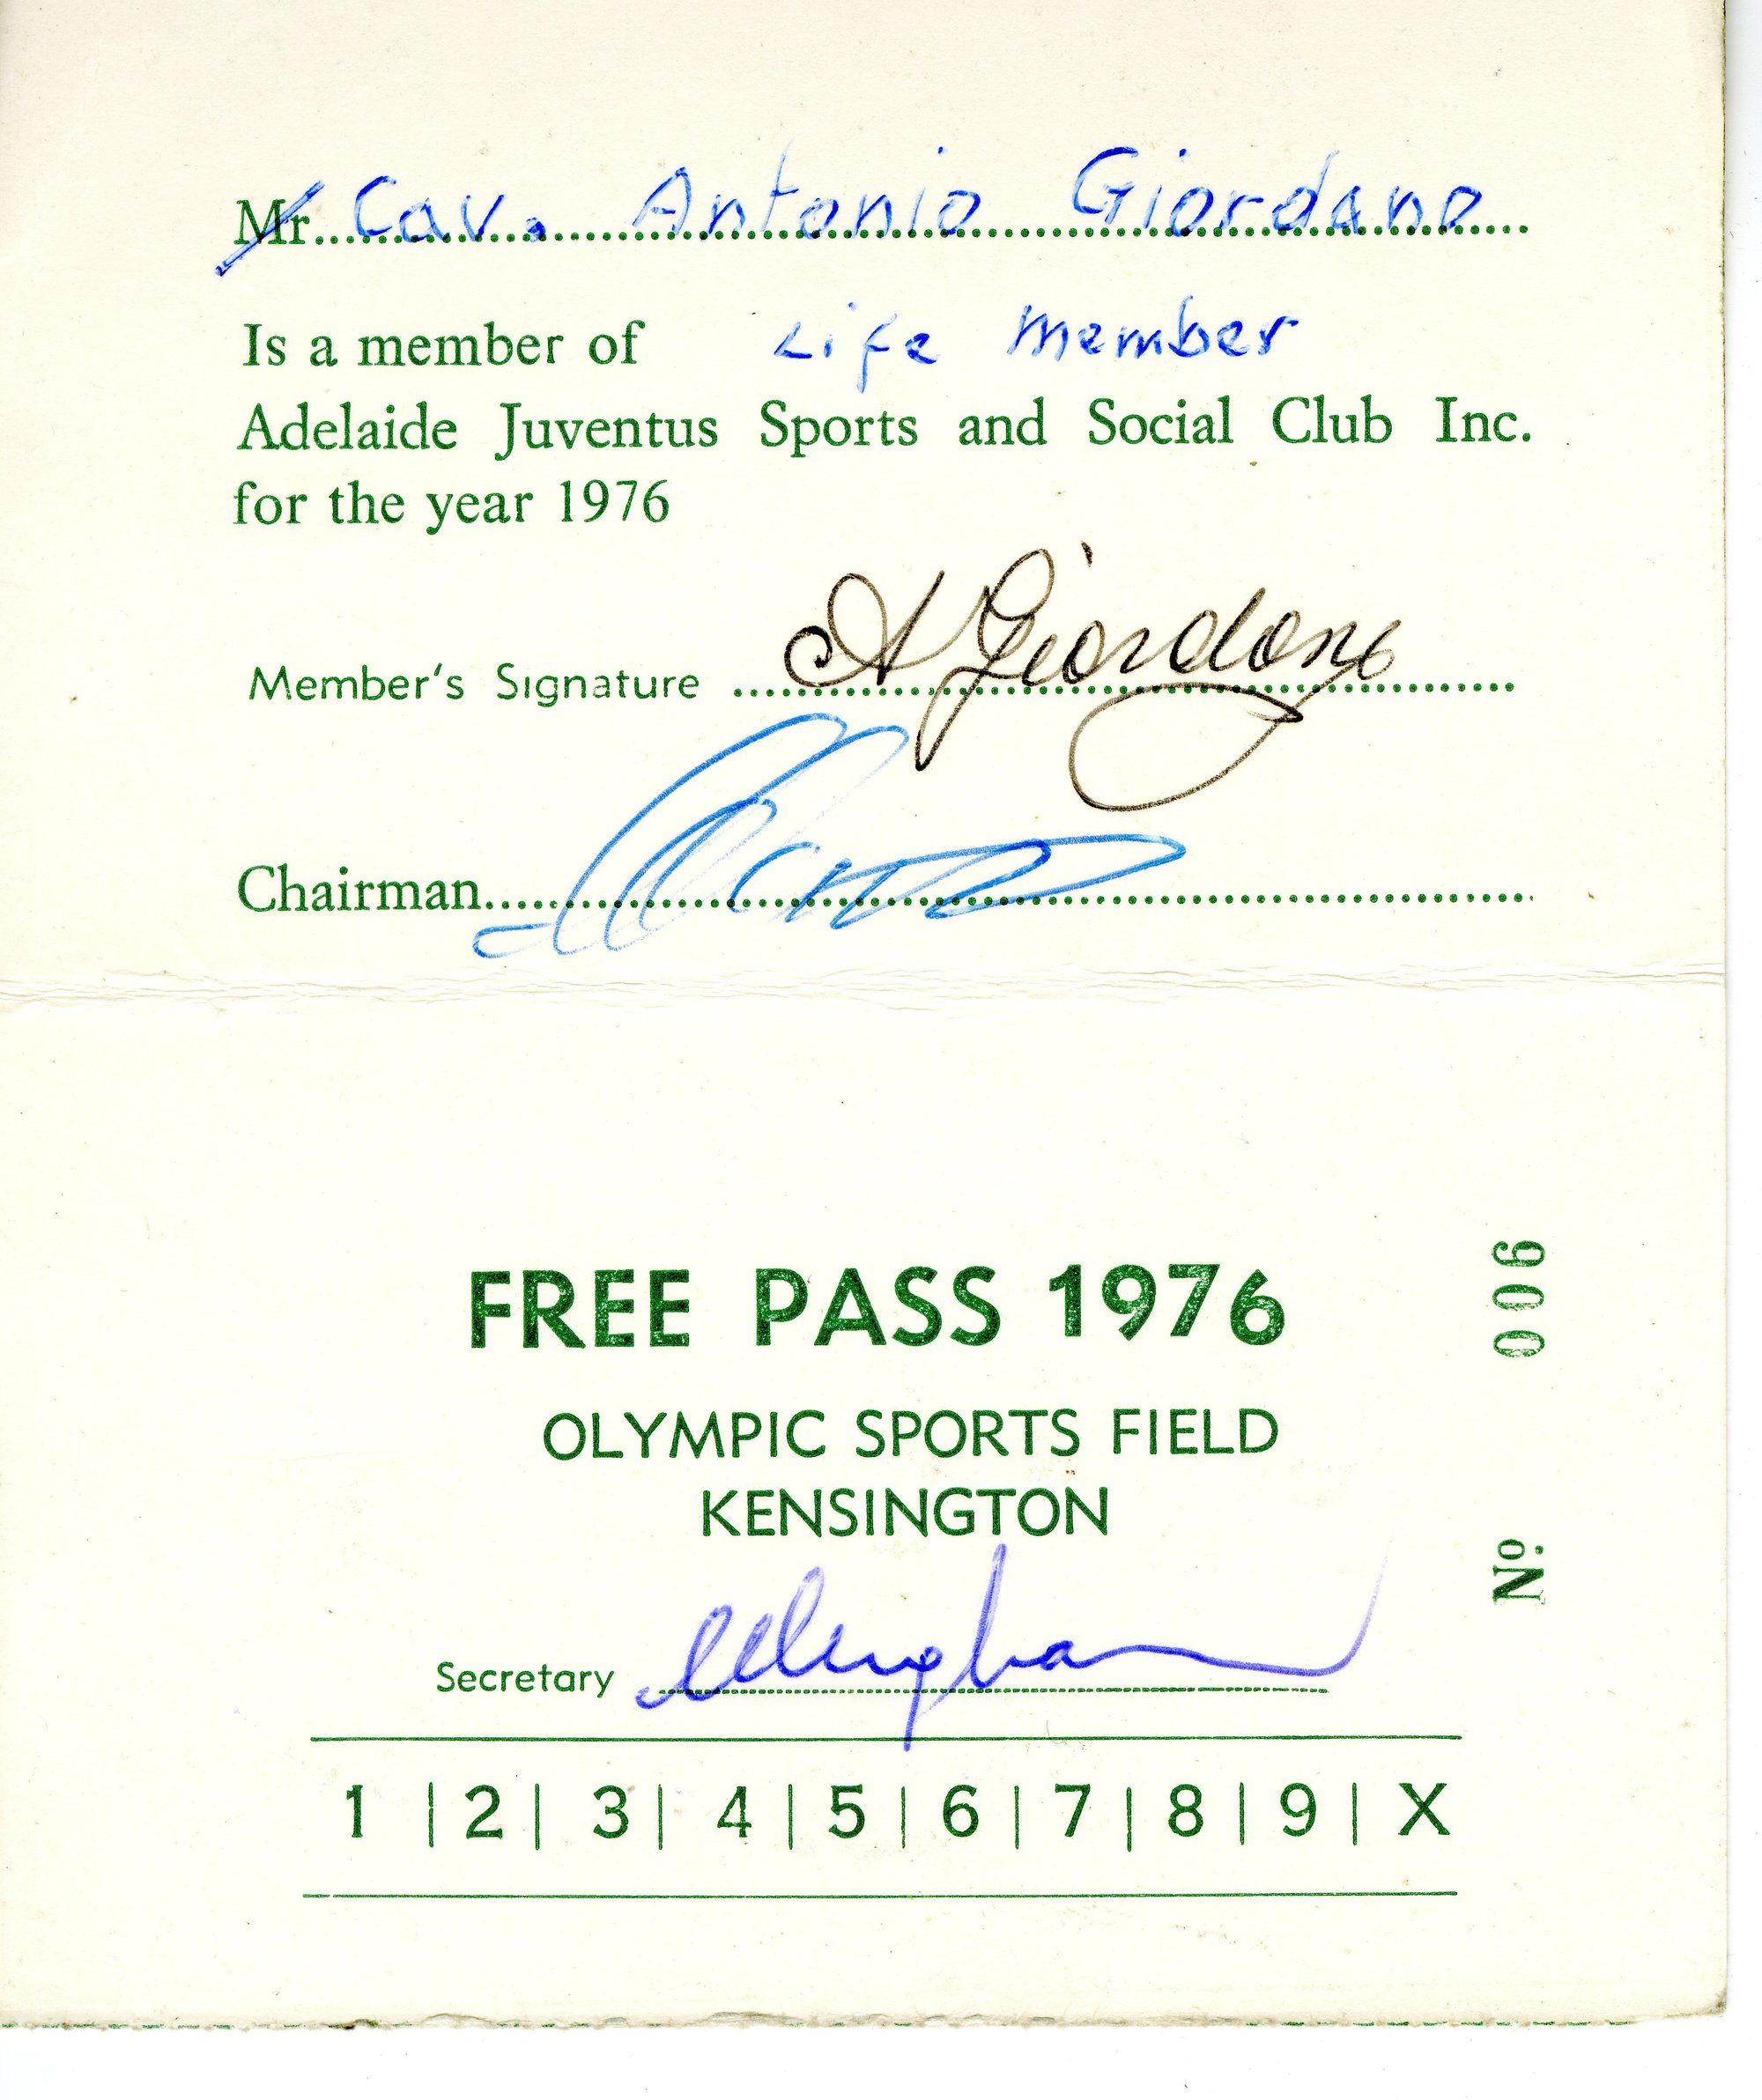 Mr Cav. Antonio Giordano
Is a member of Life Member
Adelaide Juventus Sports and Social Club Inc.
for the year 1976
Member's Signature A Giordano
Chairman
FREE PASS 1976
OLYMPIC SPORTS FIELD
KENSINGTON
Secretary
1 | 2 | 3 | 4 | 5 | 6 | 7 | 8 | 9 | X
No. 006